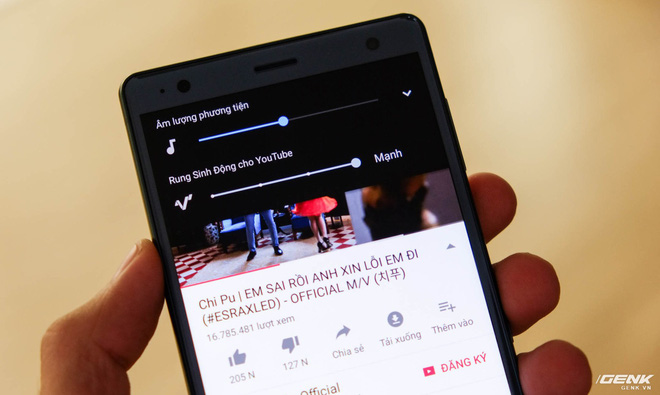 Âm lượng phương tiện
Rung Sinh Động cho YouTube
Mạnh
Chi Pu | EM SAI RỒI ANH XIN LỖI EM ĐI
(#ESRAXLED) - OFFICIAL M/V (치푸)
16.785.481 lượt xem
205 N
127 N
Chia sẻ
Tải xuống
Thêm vào
Official
ĐĂNG KÝ
GENK
GENK.VN